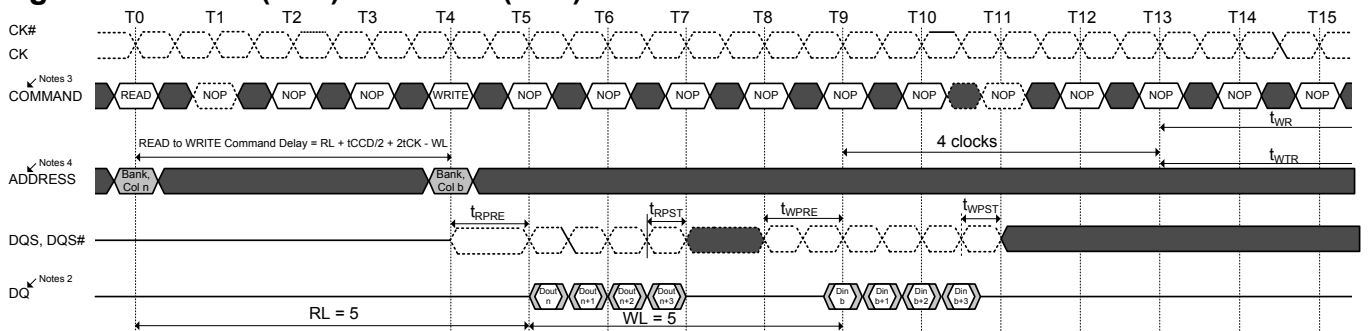 T0 T1 T2 T3 T4 T5 T6 T7 T8 T9 T10 T11 T12 T13 T14 T15
CK#
CK
Notes 3
COMMAND READ NOP NOP NOP WRITE NOP NOP NOP NOP NOP NOP NOP NOP NOP NOP NOP
tWR
READ to WRITE Command Delay = RL + tCCD/2 + 2tCK - WL
4 clocks
tWTR
Notes 4
ADDRESS Bank, Col n Bank, Col b
tRPRE tRPST tWPRE tWPST
DQS, DQS#
Notes 2
DQ Dout n Dout n+1 Dout n+2 Dout n+3 Din b Din b+1 Din b+2 Din b+3
RL = 5 WL = 5